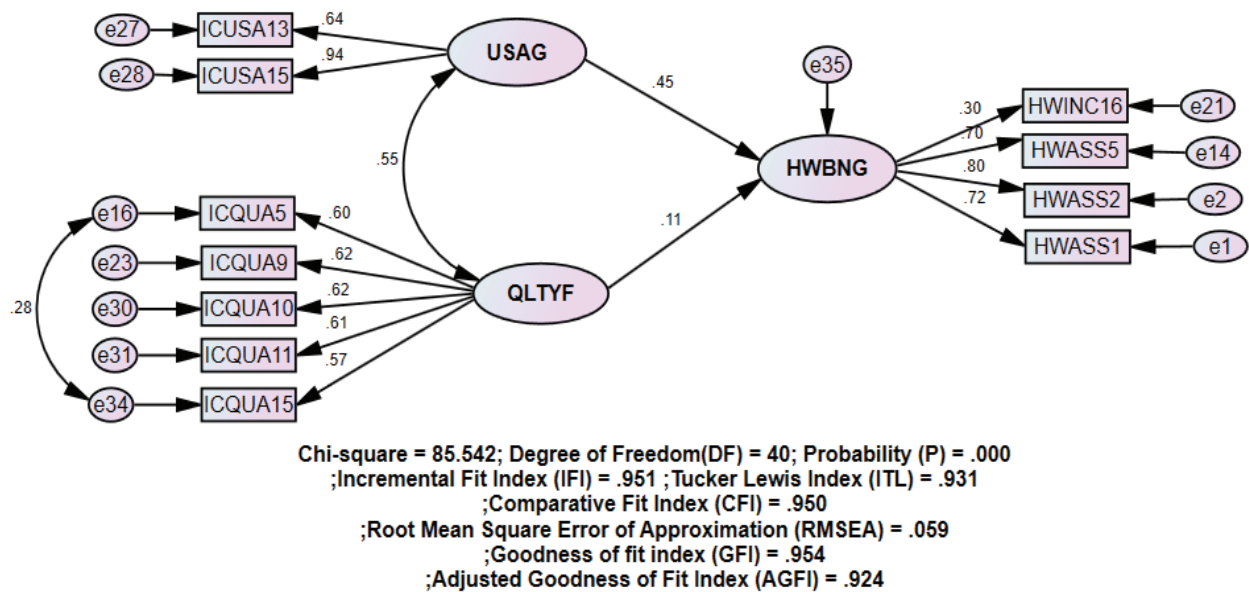 e27 ICUSA13 .64
e28 ICUSA15 .94
USAG
.45
e35
.55
HWBNG
.30 HWINC16 e21
.70 HWASS5 e14
.80 HWASS2 e2
.72 HWASS1 e1
.11
e16 ICQUA5 .60
e23 ICQUA9 .62
e30 ICQUA10 .62
e31 ICQUA11 .61
e34 ICQUA15 .57
.28
QLTYF
Chi-square = 85.542; Degree of Freedom(DF) = 40; Probability (P) = .000
;Incremental Fit Index (IFI) = .951 ;Tucker Lewis Index (ITL) = .931
;Comparative Fit Index (CFI) = .950
;Root Mean Square Error of Approximation (RMSEA) = .059
;Goodness of fit index (GFI) = .954
;Adjusted Goodness of Fit Index (AGFI) = .924